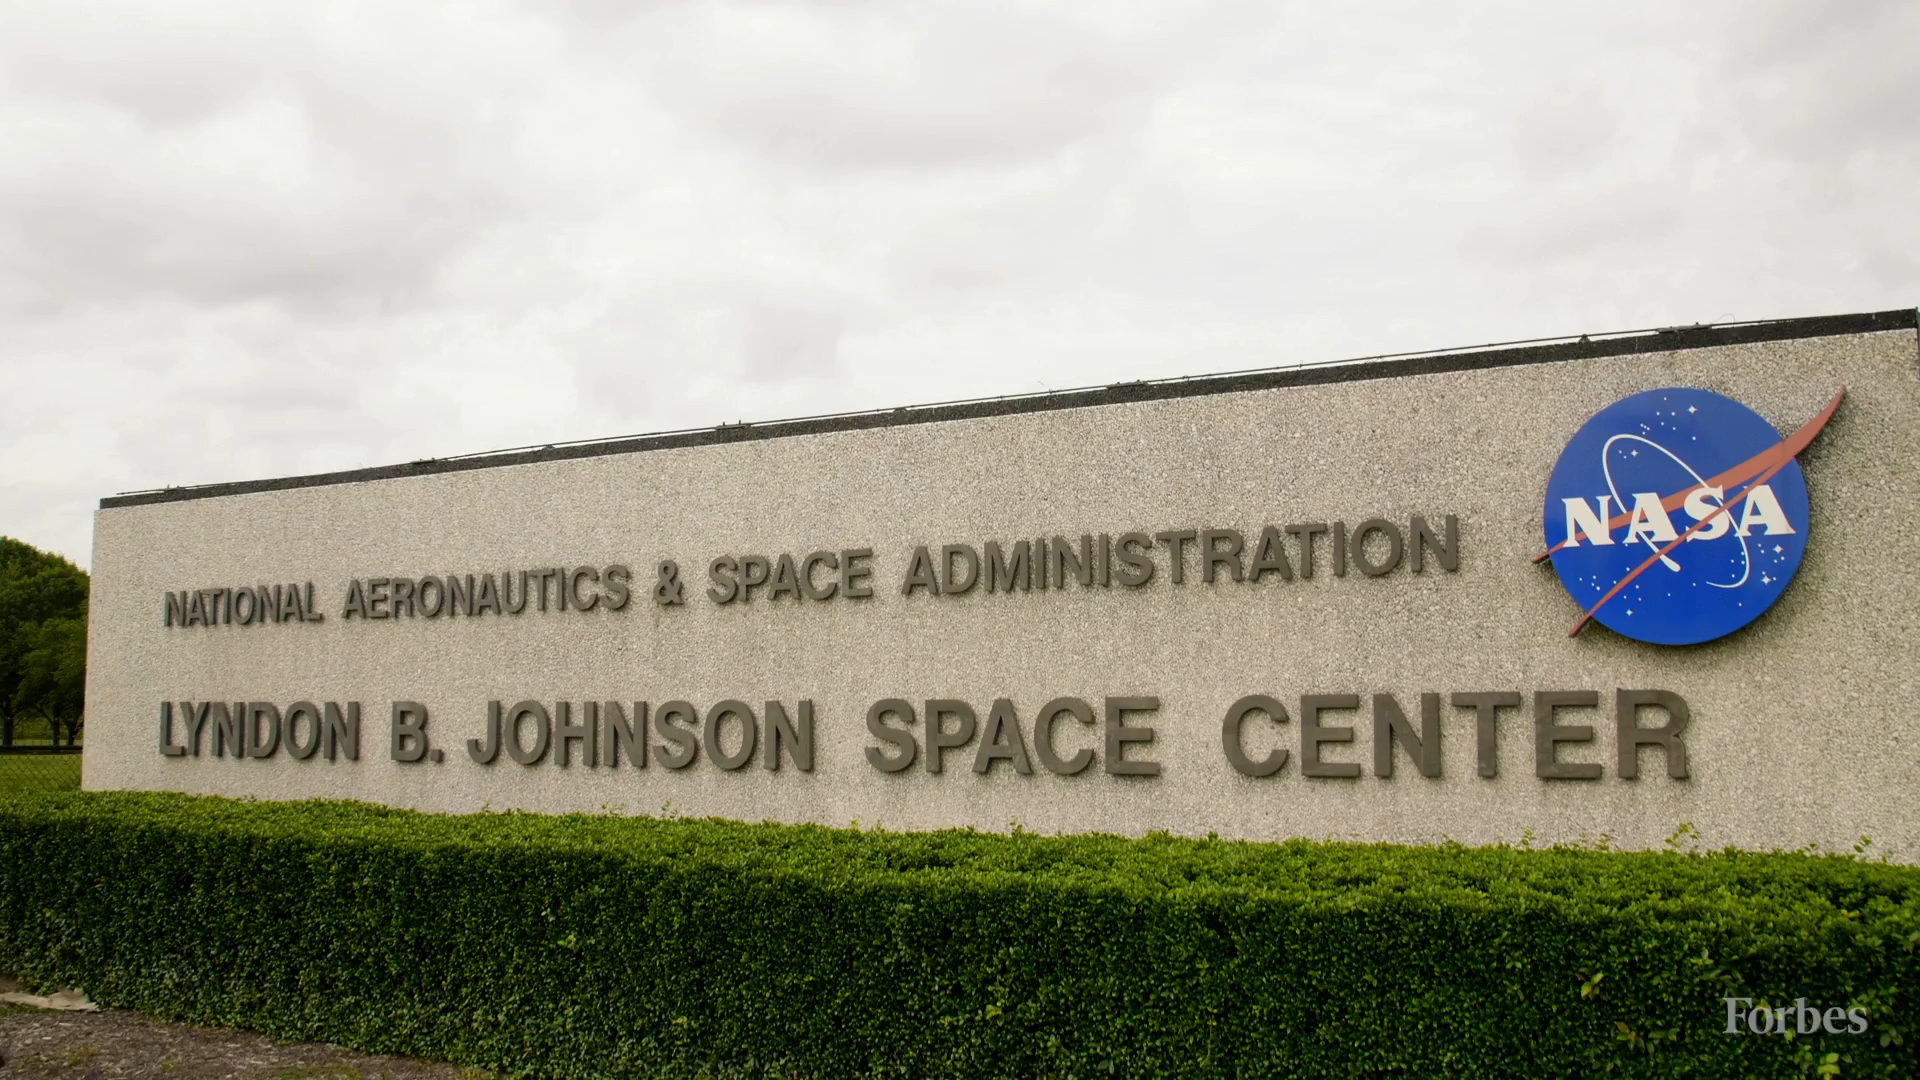 NATIONAL AERONAUTICS & SPACE ADMINISTRATION
NASA
LYNDON B. JOHNSON SPACE CENTER
Forbes